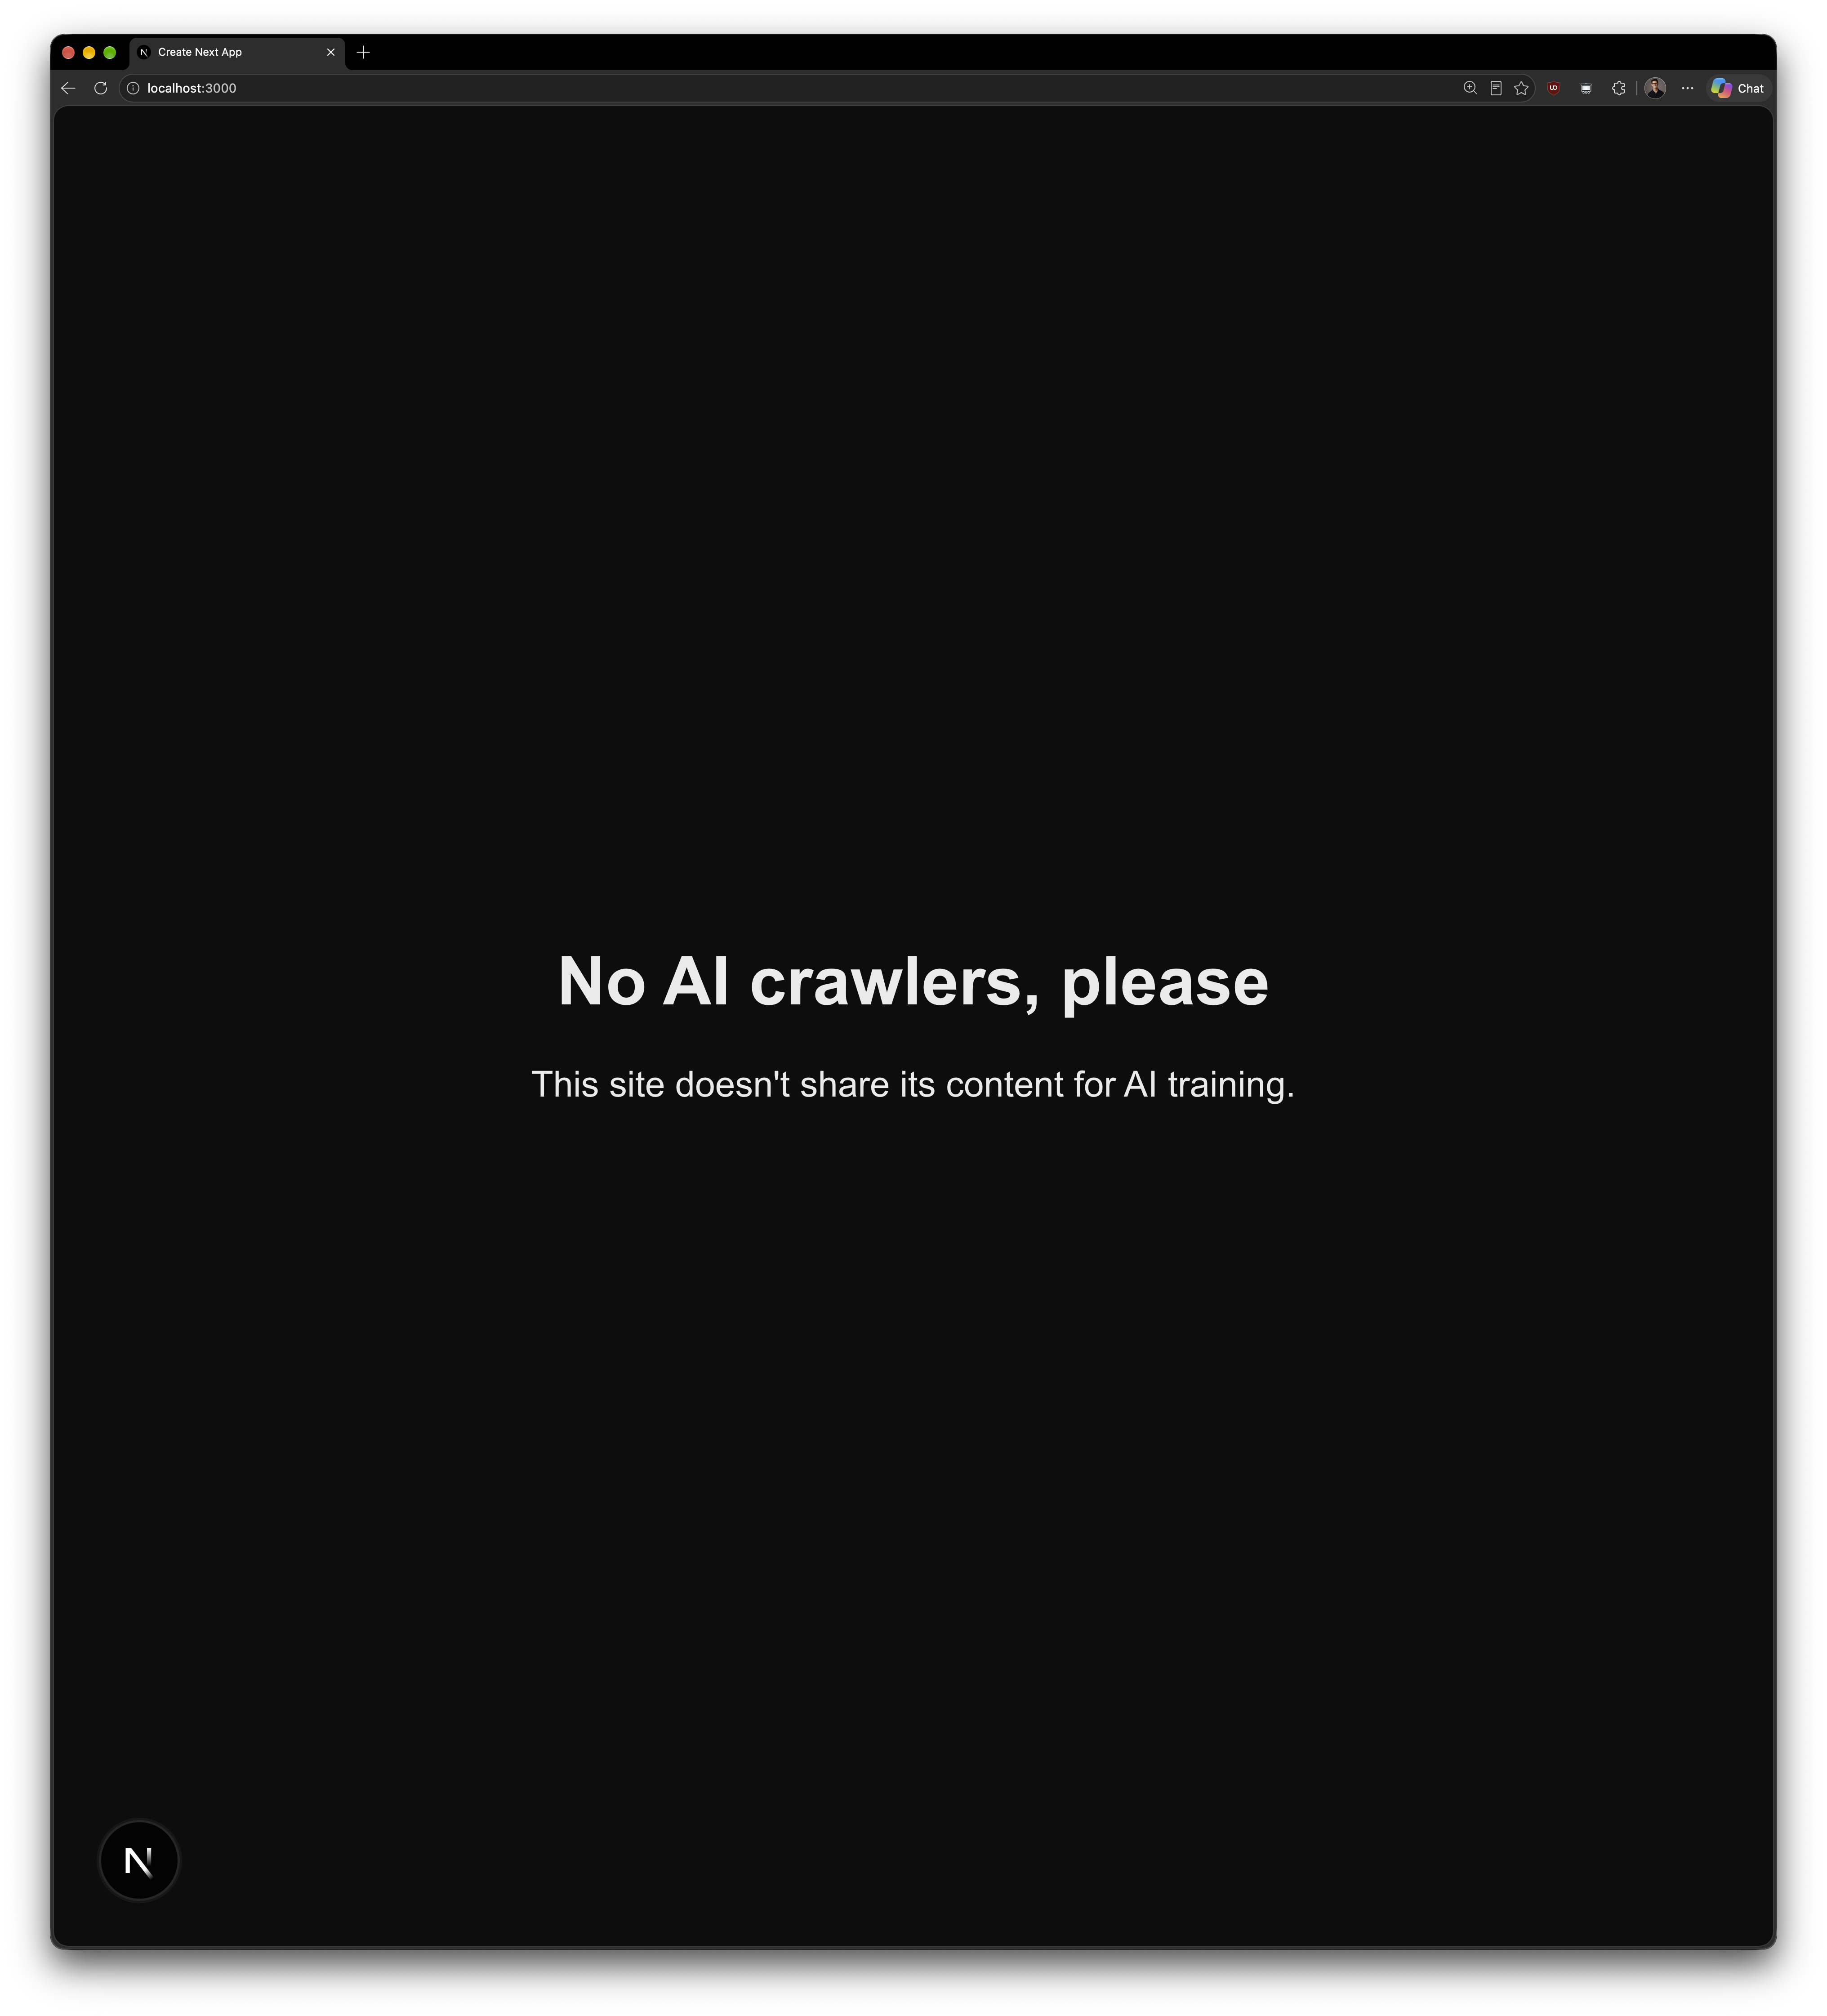 Create Next App
localhost:3000
Chat
No AI crawlers, please
This site doesn't share its content for AI training.
N